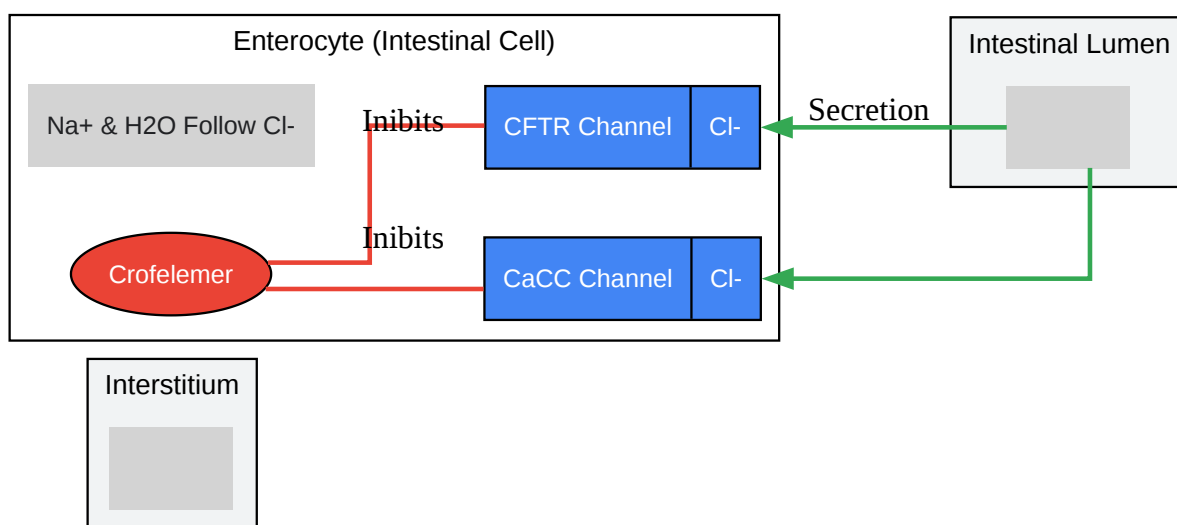 Enterocyte (Intestinal Cell)
Intestinal Lumen
Na+ & H2O Follow Cl-
Inibits
CFTR Channel
Cl-
Secretion
Inibits
Crofelemer
CaCC Channel
Cl-
Interstitium